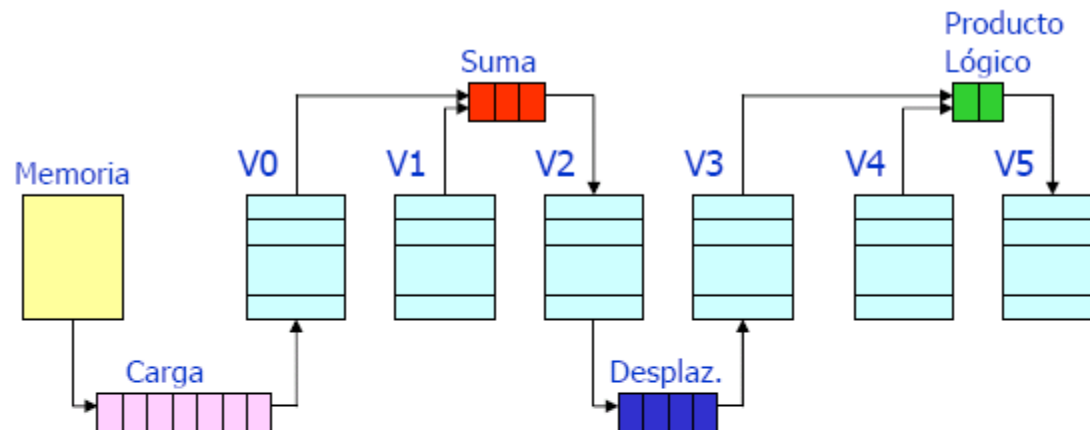 Producto
Lógico
Suma
V0
V1
V2
V3
V4
V5
Memoria
Carga
Desplaz.